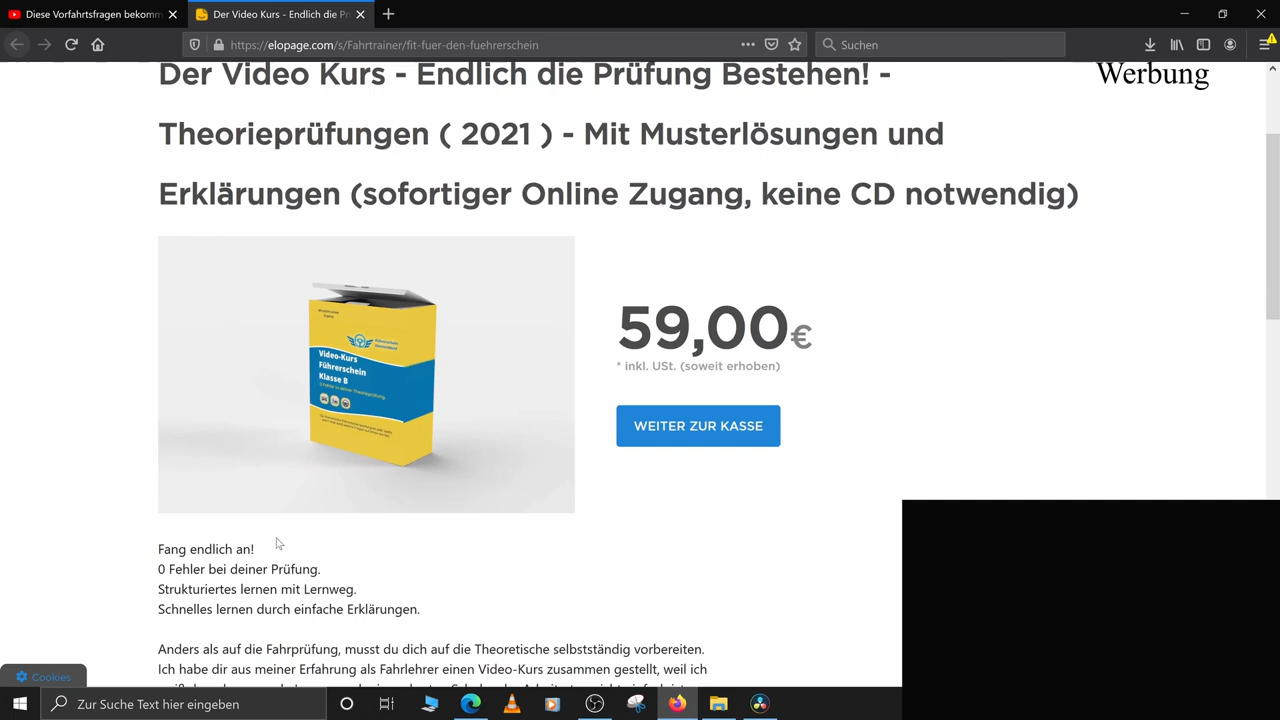 Diese Vorfahrtsfragen bekomm
Der Video Kurs - Endlich die Pr
https://elopage.com/s/Fahrtrainer/fit-fuer-den-fuehrerschein
Suchen
Der Video Kurs - Endlich die Prüfung Bestehen! -
Werbung
Theorieprüfungen ( 2021 ) - Mit Musterlösungen und
Erklärungen (sofortiger Online Zugang, keine CD notwendig)
Video-Kurs
Führerschein
Klasse B
0 Fehler in deiner Theorieprüfung.
59,00€
* inkl. USt. (soweit erhoben)
WEITER ZUR KASSE
Fang endlich an!
0 Fehler bei deiner Prüfung.
Strukturiertes lernen mit Lernweg.
Schnelles lernen durch einfache Erklärungen.
Anders als auf die Fahrprüfung, musst du dich auf die Theoretische selbstständig vorbereiten.
Ich habe dir aus meiner Erfahrung als Fahrlehrer einen Video-Kurs zusammen gestellt, weil ich
Cookies
Zur Suche Text hier eingeben